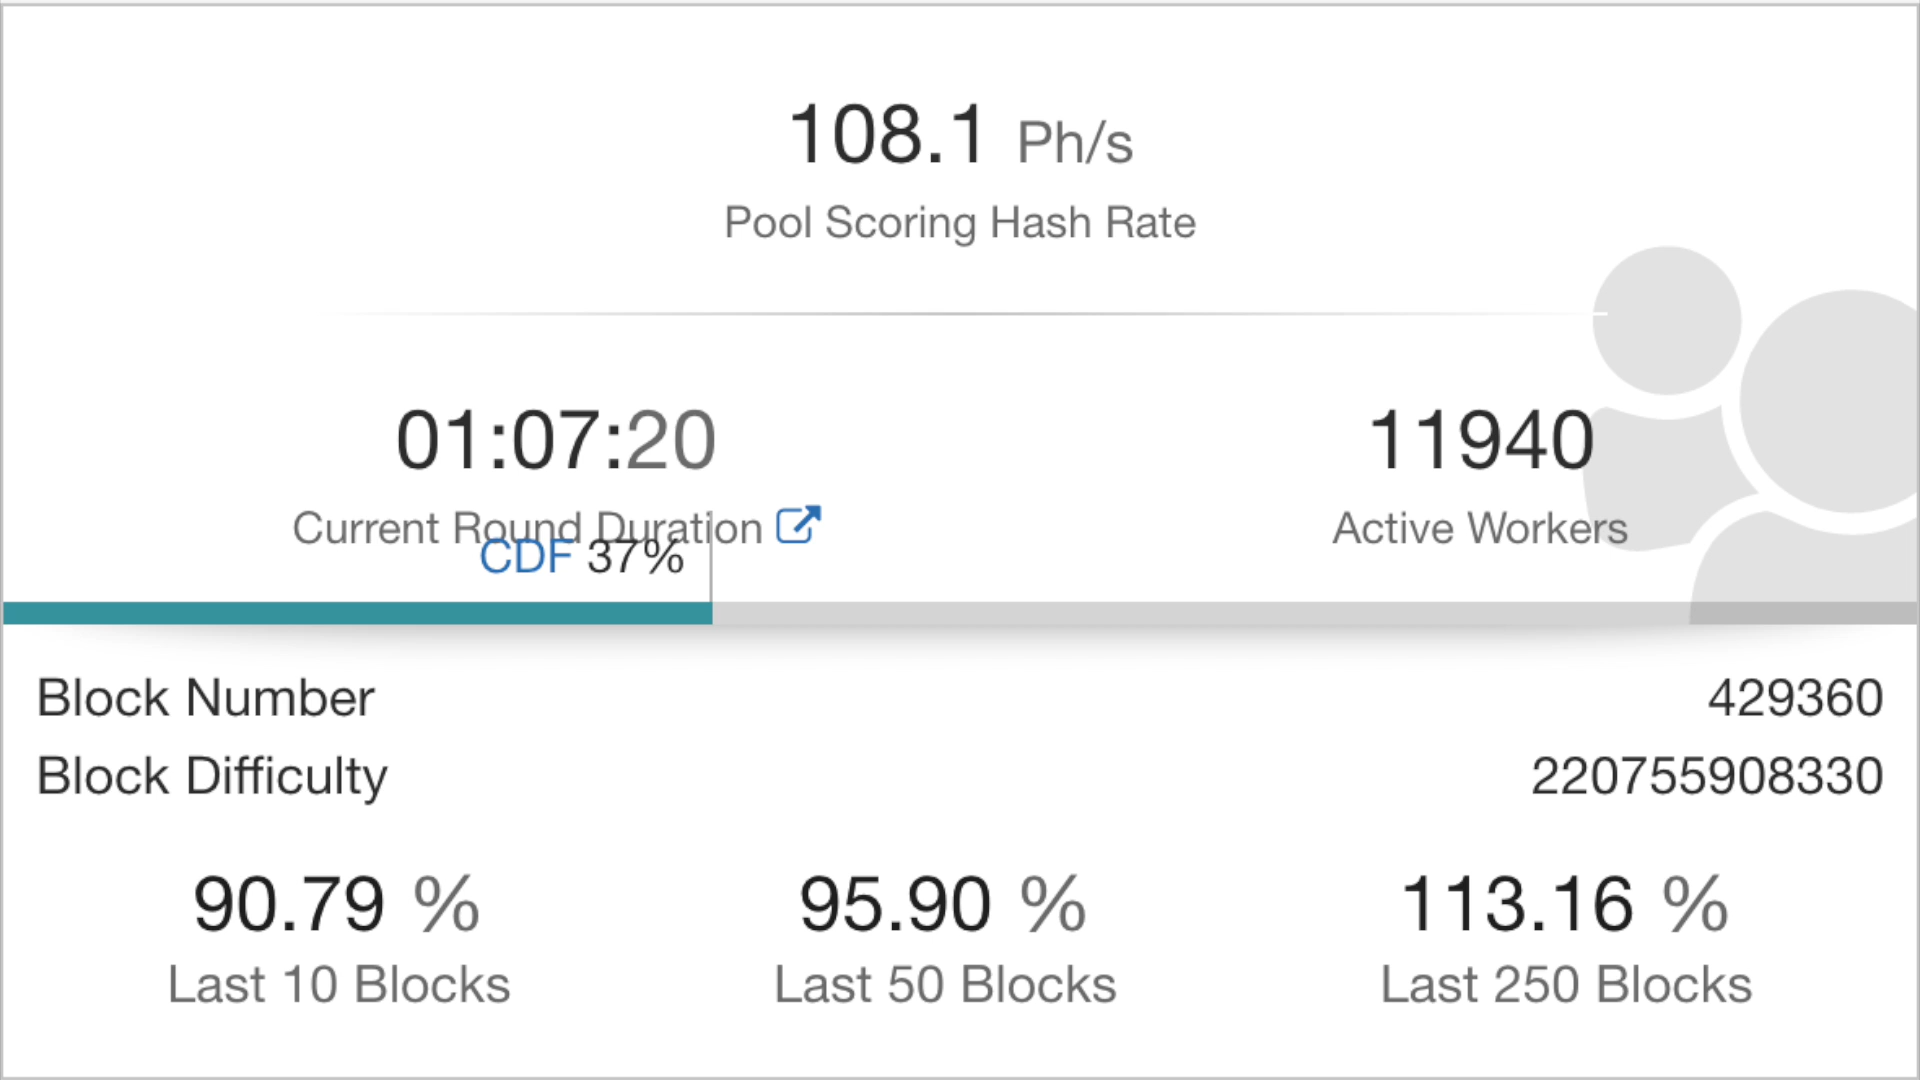 108.1 Ph/s
Pool Scoring Hash Rate
01:07:20
Current Round Duration
CDF 37%
11940
Active Workers
Block Number 429360
Block Difficulty 220755908330
90.79 %
Last 10 Blocks
95.90 %
Last 50 Blocks
113.16 %
Last 250 Blocks